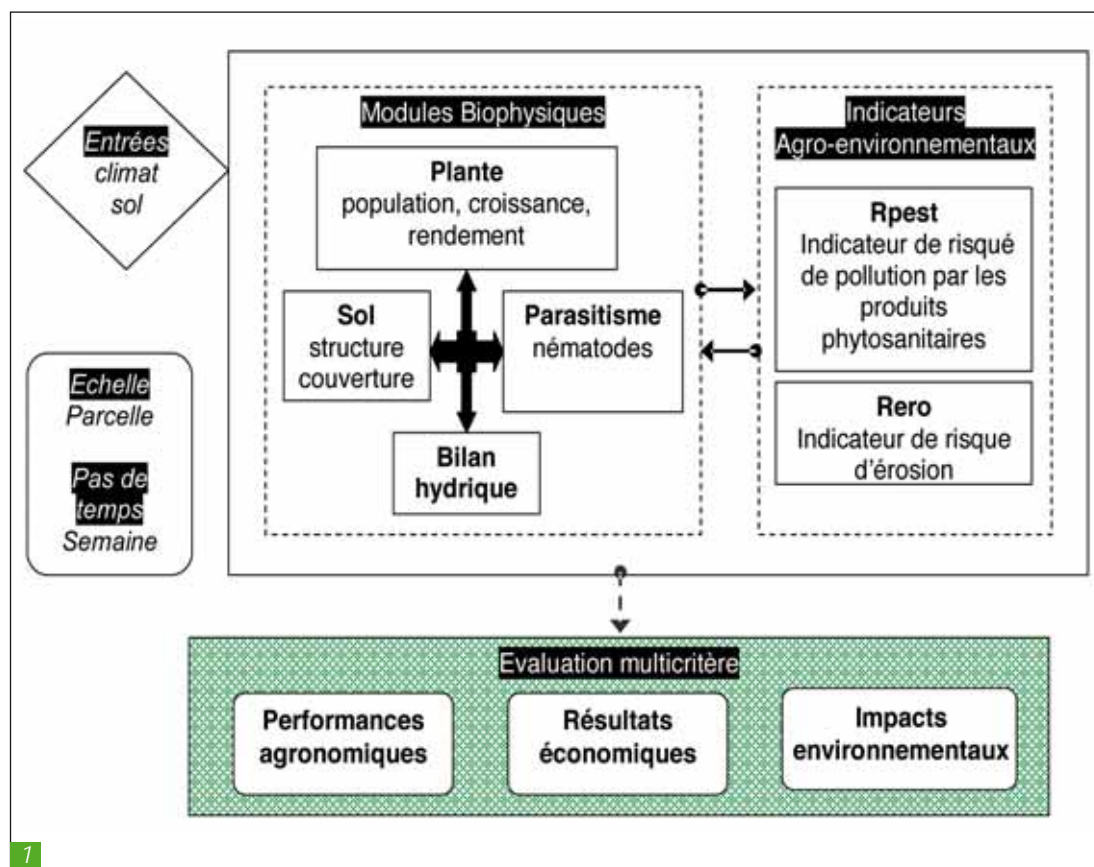 Entrées
climat
sol
Echelle
Parcelle
Pas de
temps
Semaine
Modules Biophysiques
Plante
population, croissance,
rendement
Sol
structure
couverture
Parasitisme
nématodes
Bilan
hydrique
Indicateurs
Agro-environnementaux
Rpest
Indicateur de risqué
de pollution par les
produits
phytosanitaires
Rero
Indicateur de risque
d'érosion
Evaluation multicritère
Performances
agronomiques
Résultats
économiques
Impacts
environnementaux
1